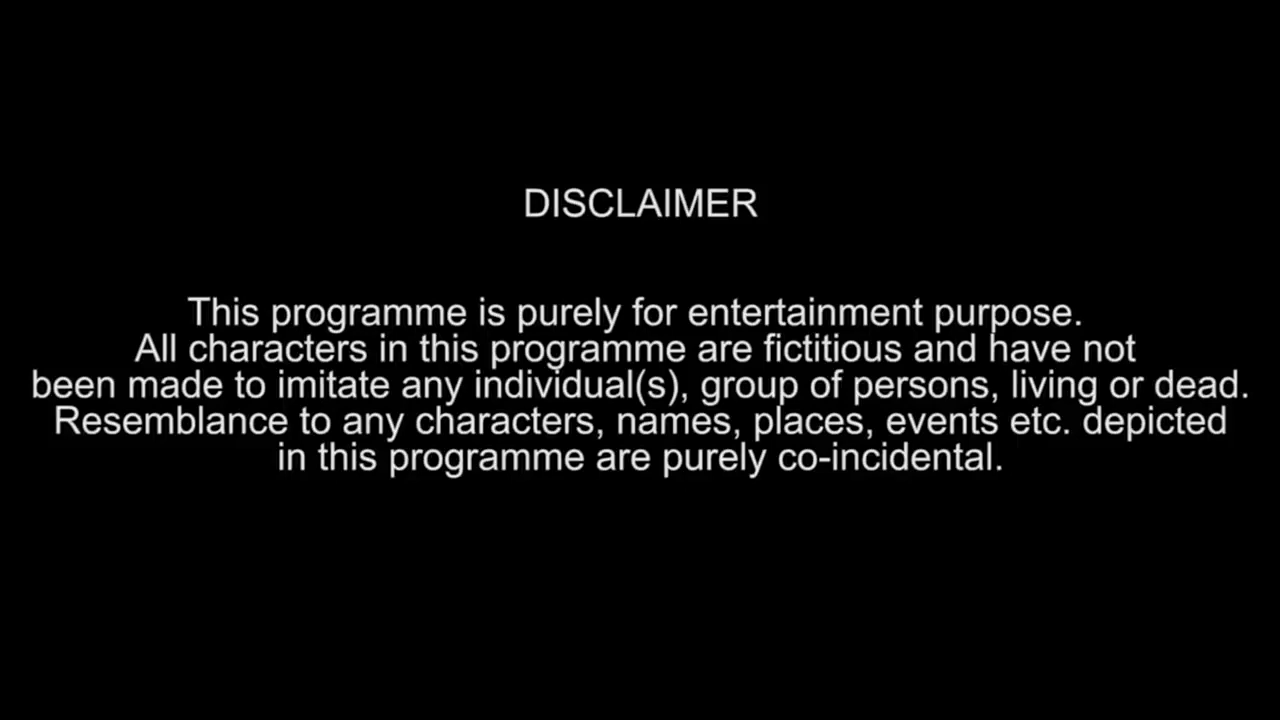 DISCLAIMER
This programme is purely for entertainment purpose.
All characters in this programme are fictitious and have not
been made to imitate any individual(s), group of persons, living or dead.
Resemblance to any characters, names, places, events etc. depicted
in this programme are purely co-incidental.